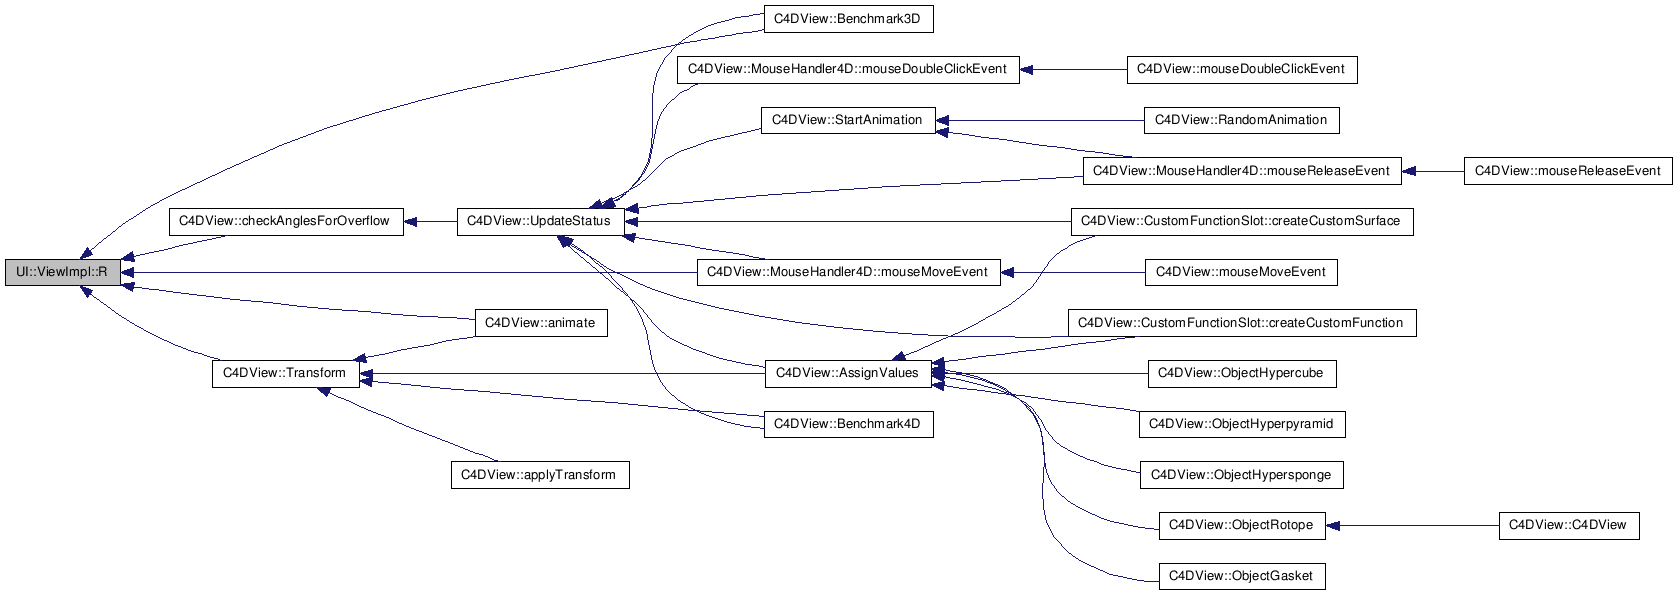 C4DView::Benchmark3D
C4DView::MouseHandler4D::mouseDoubleClickEvent
C4DView::mouseDoubleClickEvent
C4DView::StartAnimation
C4DView::RandomAnimation
C4DView::MouseHandler4D::mouseReleaseEvent
C4DView::mouseReleaseEvent
C4DView::checkAnglesForOverflow
C4DView::UpdateStatus
C4DView::CustomFunctionSlot::createCustomSurface
UI::ViewImpl::R
C4DView::MouseHandler4D::mouseMoveEvent
C4DView::mouseMoveEvent
C4DView::animate
C4DView::CustomFunctionSlot::createCustomFunction
C4DView::Transform
C4DView::AssignValues
C4DView::ObjectHypercube
C4DView::Benchmark4D
C4DView::ObjectHyperpyramid
C4DView::applyTransform
C4DView::ObjectHypersponge
C4DView::ObjectRotope
C4DView::C4DView
C4DView::ObjectGasket